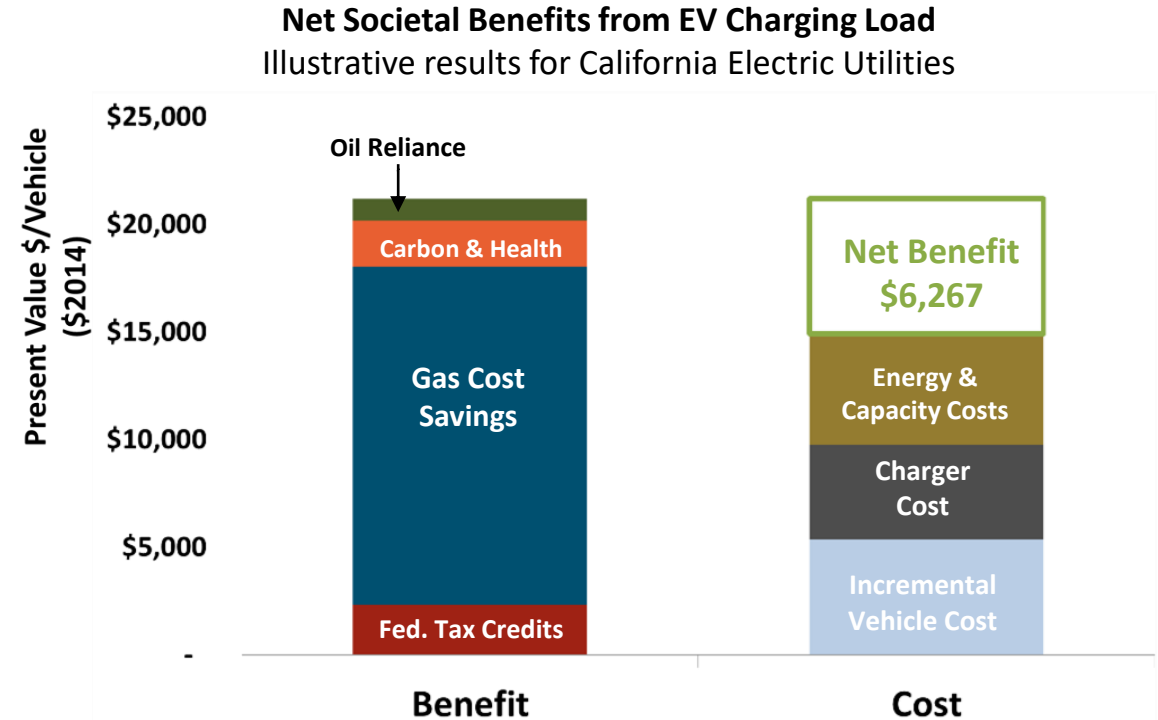 Net Societal Benefits from EV Charging Load
Illustrative results for California Electric Utilities
Present Value $/Vehicle
($2014)
$25,000
$20,000
$15,000
$10,000
$5,000
-
Oil Reliance
Carbon & Health
Gas Cost
Savings
Fed. Tax Credits
Net Benefit
$6,267
Energy &
Capacity Costs
Charger
Cost
Incremental
Vehicle Cost
Benefit
Cost